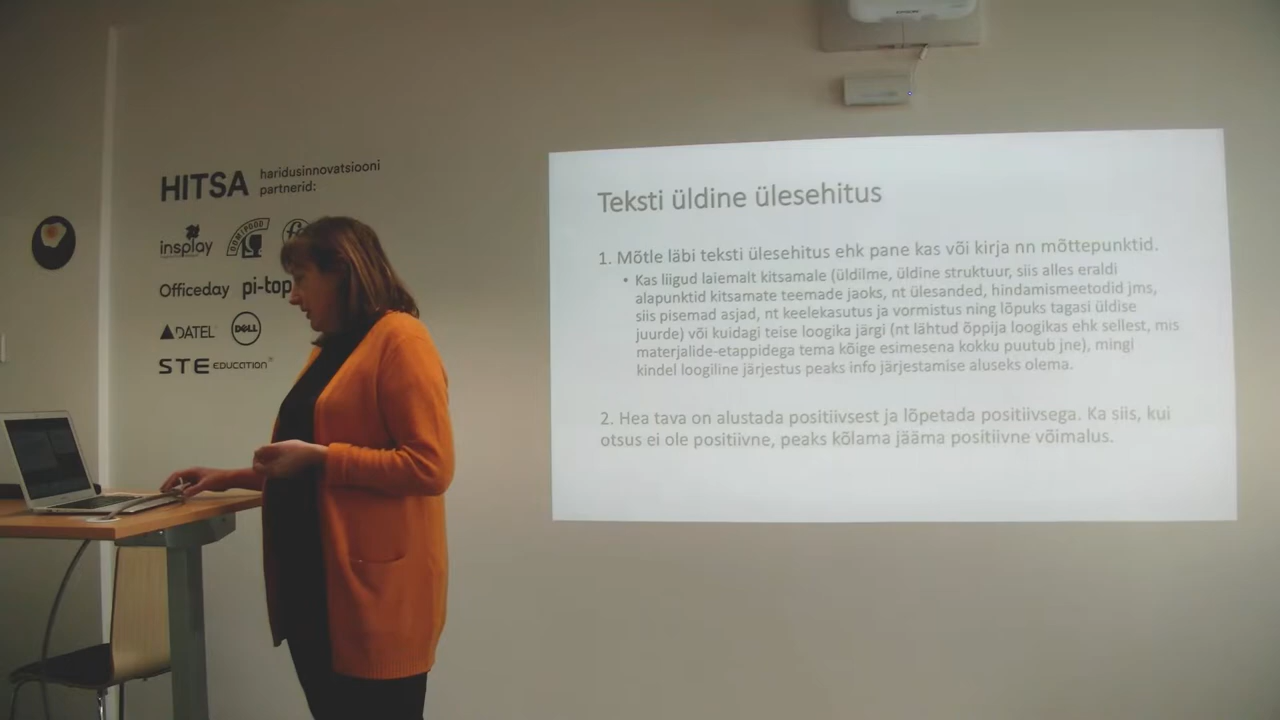 HITSA haridusinnovatsiooni
partnerid:
insplay
OOMIPOOD
Officeday pi-top
DATEL DELL
STE EDUCATION
Teksti üldine ülesehitus
1. Mõtle läbi teksti ülesehitus ehk pane kas või kirja nn mõttepunktid.
• Kas liigud laiemalt kitsamale (üldilme, üldine struktuur, siis alles eraldi
alapunktid kitsamate teemade jaoks, nt ülesanded, hindamismeetodid jms,
siis pisemad asjad, nt keelekasutus ja vormistus ning lõpuks tagasi üldise
juurde) või kuidagi teise loogika järgi (nt lähtud õppija loogikas ehk sellest, mis
materjalide-etappidega tema kõige esimesena kokku puutub jne), mingi
kindel loogiline järjestus peaks info järjestamise aluseks olema.
2. Hea tava on alustada positiivsest ja lõpetada positiivsega. Ka siis, kui
otsus ei ole positiivne, peaks kõlama jääma positiivne võimalus.